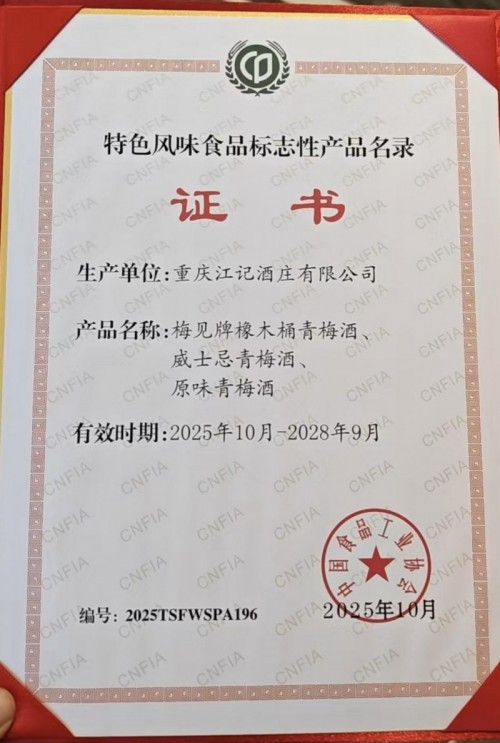 特色风味食品标志性产品名录
证 书
生产单位:重庆江记酒庄有限公司
产品名称:梅见牌橡木桶青梅酒、
威士忌青梅酒、
原味青梅酒
有效时期:2025年10月-2028年9月
中国食品工业协会
编号: 2025TSFWSPA196
2025年10月
CNFIA